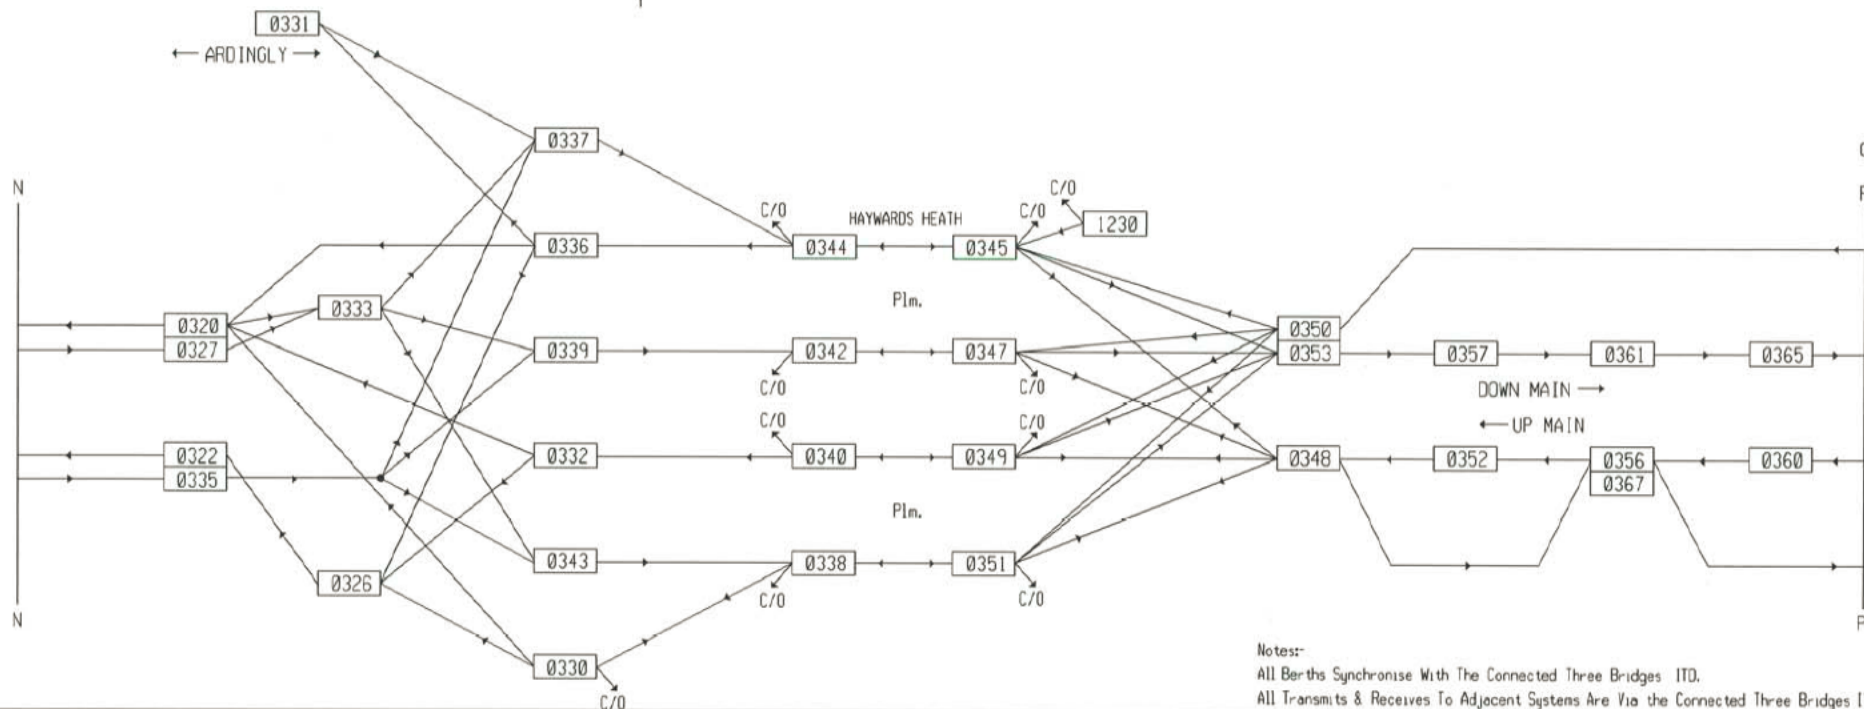 0331
← ARDINGLY →
0337
N
C/O
C/O
C/O
HAYWARDS HEATH
1230
0336
0344
0345
Plm.
0333
0320
0327
0339
0342
0347
0350
0353
0357
0361
0365
C/O
C/O
DOWN MAIN →
C/O
C/O
← UP MAIN
0322
0335
0332
0340
0349
0348
0352
0356
0367
0360
Plm.
0326
0343
0338
0351
C/O
C/O
N
0330
C/O
Notes:-
All Berths Synchronise With The Connected Three Bridges ITD.
All Transmits & Receives To Adjacent Systems Are Via the Connected Three Bridges